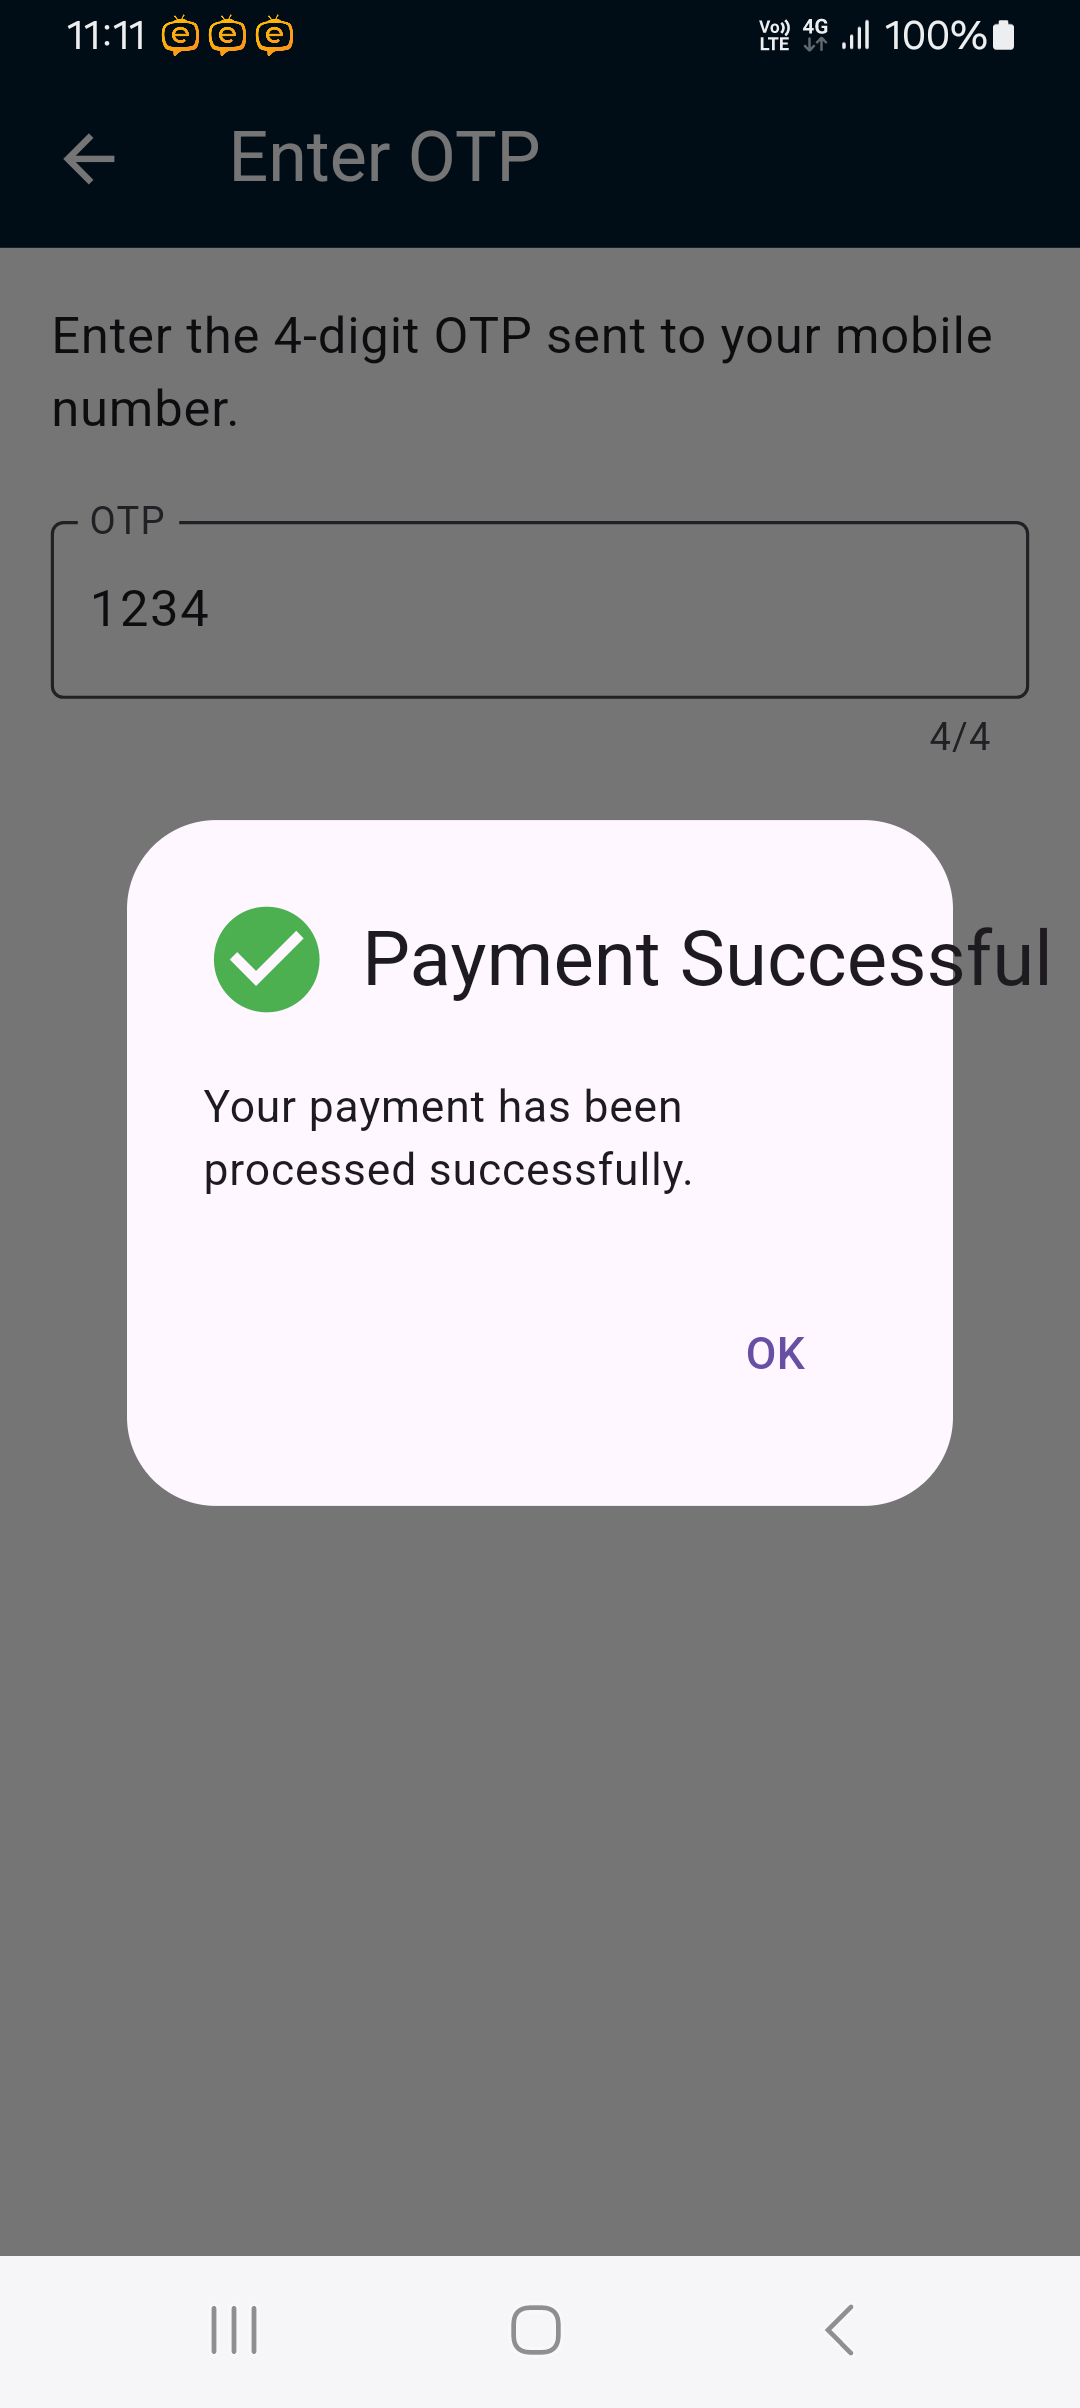 11:11 e e e Vo)) LTE 4G 100%
Enter OTP
Enter the 4-digit OTP sent to your mobile
number.
OTP
1234
4/4
Payment Successful
Your payment has been
processed successfully.
OK